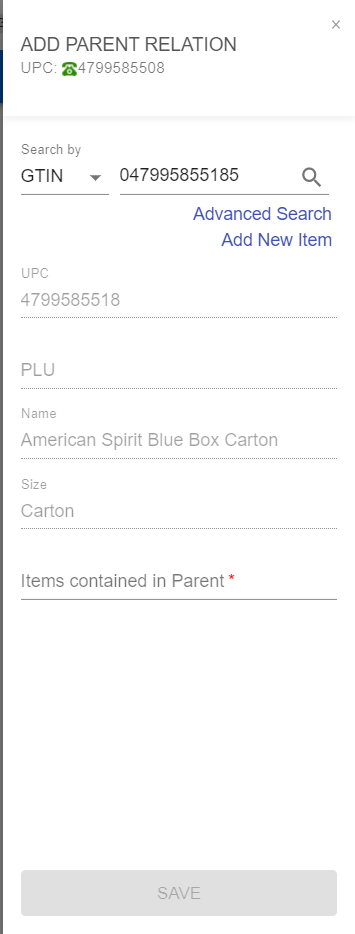 ADD PARENT RELATION
UPC: ☎4799585508
Search by
GTIN 047995855185
Advanced Search
Add New Item
UPC
4799585518
PLU
Name
American Spirit Blue Box Carton
Size
Carton
Items contained in Parent *
SAVE